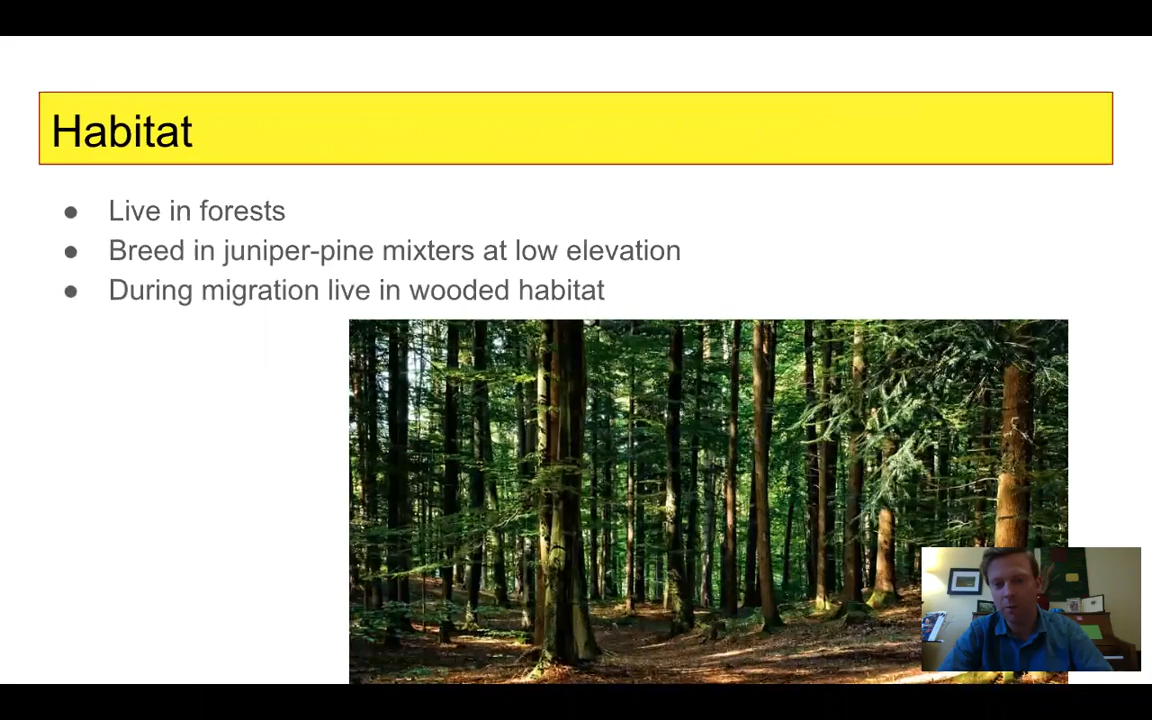 Habitat
● Live in forests
● Breed in juniper-pine mixters at low elevation
● During migration live in wooded habitat